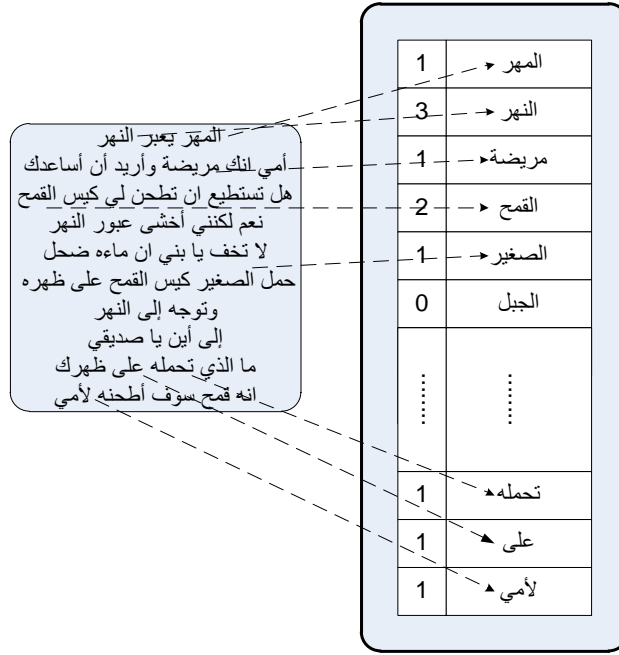 المهر يعبر النهر
أمي انك مريضة وأريد أن أساعدك
هل تستطيع ان تطحن لي كيس القمح
نعم لكنني أخشى عبور النهر
لا تخف يا بني ان ماءه ضحل
حمل الصغير كيس القمح على ظهره
وتوجه إلى النهر
إلى أين يا صديقي
ما الذي تحمله على ظهرك
انه قمح سوف أطحنه لأمي
المهر 1
النهر 3
مريضة 1
القمح 2
الصغير 1
الجبل 0
...... ......
تحمله 1
على 1
لأمي 1